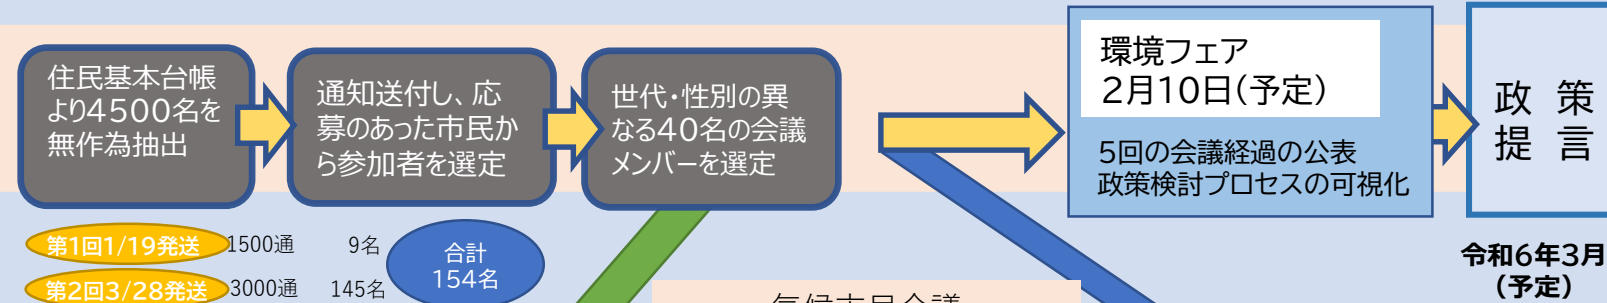 住民基本台帳
より4500名を
無作為抽出
通知送付し、応
募のあった市民か
ら参加者を選定
世代・性別の異
なる40名の会議
メンバーを選定
環境フェア
2月10日(予定)
5回の会議経過の公表
政策検討プロセスの可視化
政 策
提 言
令和6年3月
(予定)
第1回1/19発送 1500通 9名
第2回3/28発送 3000通 145名
合計
154名
気候市民会議